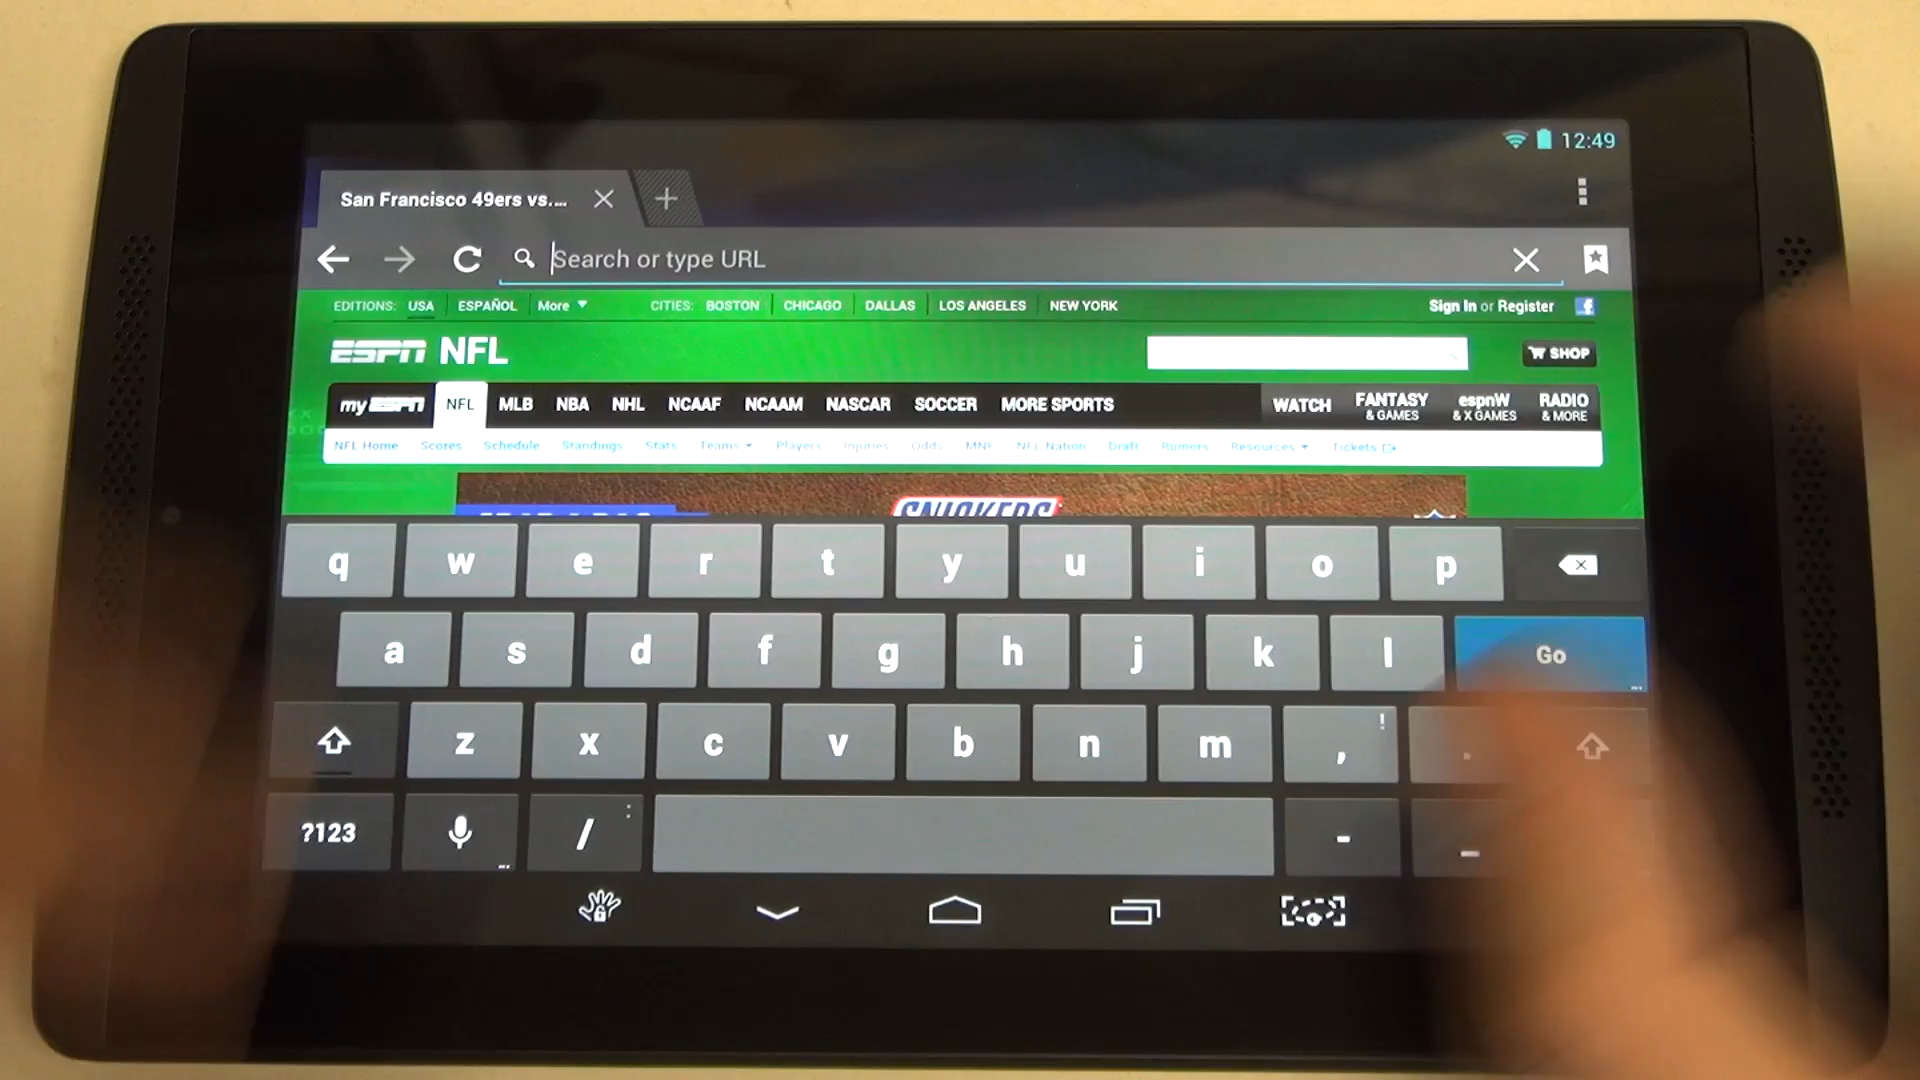 12:49
San Francisco 49ers vs....
Search or type URL
EDITIONS: USA ESPAÑOL More CITIES: BOSTON CHICAGO DALLAS LOS ANGELES NEW YORK Sign In or Register f
ESPN NFL
SHOP
my ESPN NFL MLB NBA NHL NCAAF NCAAM NASCAR SOCCER MORE SPORTS WATCH FANTASY & GAMES espnW & X GAMES RADIO & MORE
NFL Home Scores Schedule Standings Stats Teams Players Injuries Odds MNF NFL Nation Draft Rumors Resources Tickets
SNICKERS
q w e r t y u i o p
a s d f g h j k l Go
z x c v b n m , ! .
?123 / : - _